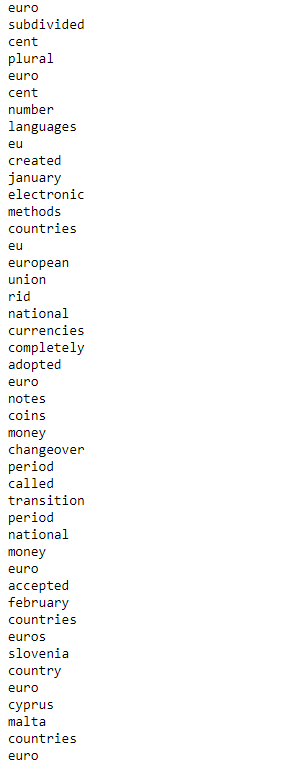 euro
subdivided
cent
plural
euro
cent
number
languages
eu
created
january
electronic
methods
countries
eu
european
union
rid
national
currencies
completely
adopted
euro
notes
coins
money
changeover
period
called
transition
period
national
money
euro
accepted
february
countries
euros
slovenia
country
euro
cyprus
malta
countries
euro